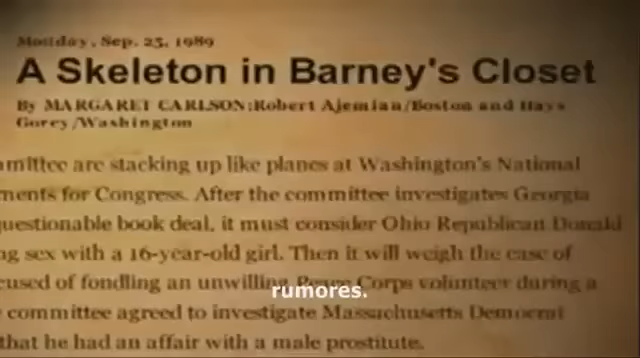 Monday, Sep. 25, 1989
A Skeleton in Barney's Closet
By MARGARET CARLSON;Robert Ajemian/Boston and Hays
Gorey/Washington
mmittee are stacking up like planes at Washington's National
ments for Congress. After the committee investigates Georgia
uestionable book deal, it must consider Ohio Republican Donald
ng sex with a 16-year-old girl. Then it will weigh the case of
cused of fondling an unwilling Peace Corps volunteer during a
rumores.
committee agreed to investigate Massachusetts Democrat
that he had an affair with a male prostitute.